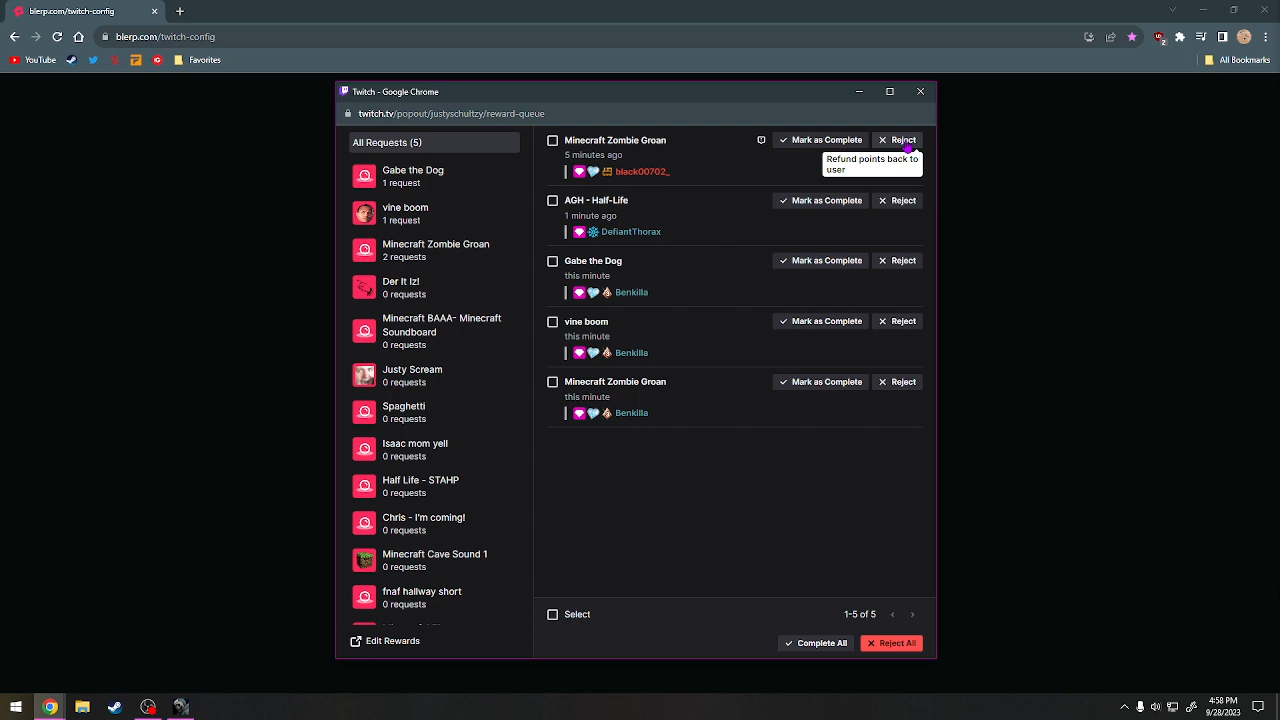 blerp.com/twitch-config
blerp.com/twitch-config
2
YouTube
Favorites
All Bookmarks
Twitch - Google Chrome
twitch.tv/popout/justyschultzy/reward-queue
All Requests (5)
Gabe the Dog
1 request
vine boom
1 request
Minecraft Zombie Groan
2 requests
Der It Iz!
0 requests
Minecraft BAAA- Minecraft
Soundboard
0 requests
Justy Scream
0 requests
Spaghetti
0 requests
Isaac mom yell
0 requests
Half Life - STAHP
0 requests
Chris - I'm coming!
0 requests
Minecraft Cave Sound 1
0 requests
fnaf hallway short
0 requests
Edit Rewards
Minecraft Zombie Groan
Mark as Complete
Reject
5 minutes ago
Refund points back to
user
black00702_
AGH - Half-Life
Mark as Complete
Reject
1 minute ago
DefiantThorax
Gabe the Dog
Mark as Complete
Reject
this minute
Benkilla
vine boom
Mark as Complete
Reject
this minute
Benkilla
Minecraft Zombie Groan
Mark as Complete
Reject
this minute
Benkilla
Select
1-5 of 5
Complete All
Reject All
4:58 PM
9/28/2023